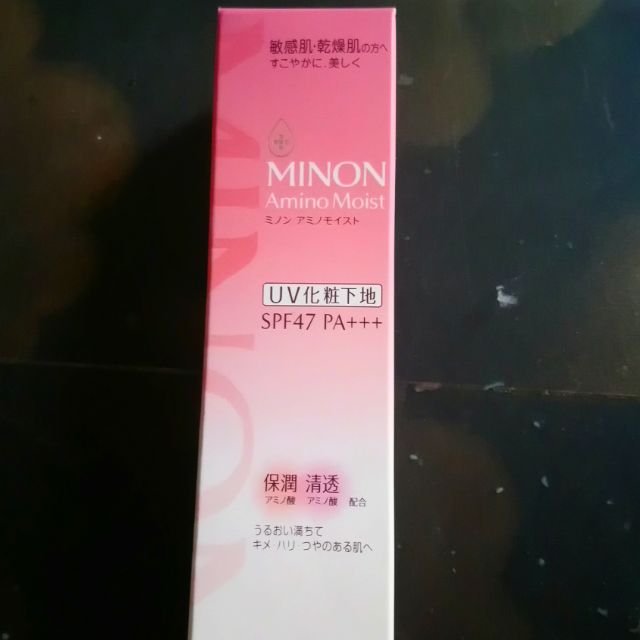 敏感肌・乾燥肌の方へ
すこやかに、美しく
MINON
Amino Moist
ミノン アミノモイスト
UV化粧下地
SPF47 PA+++
保潤 清透
アミノ酸 アミノ酸 配合
うるおい満ちて
キメ・ハリ・つやのある肌へ
MINON